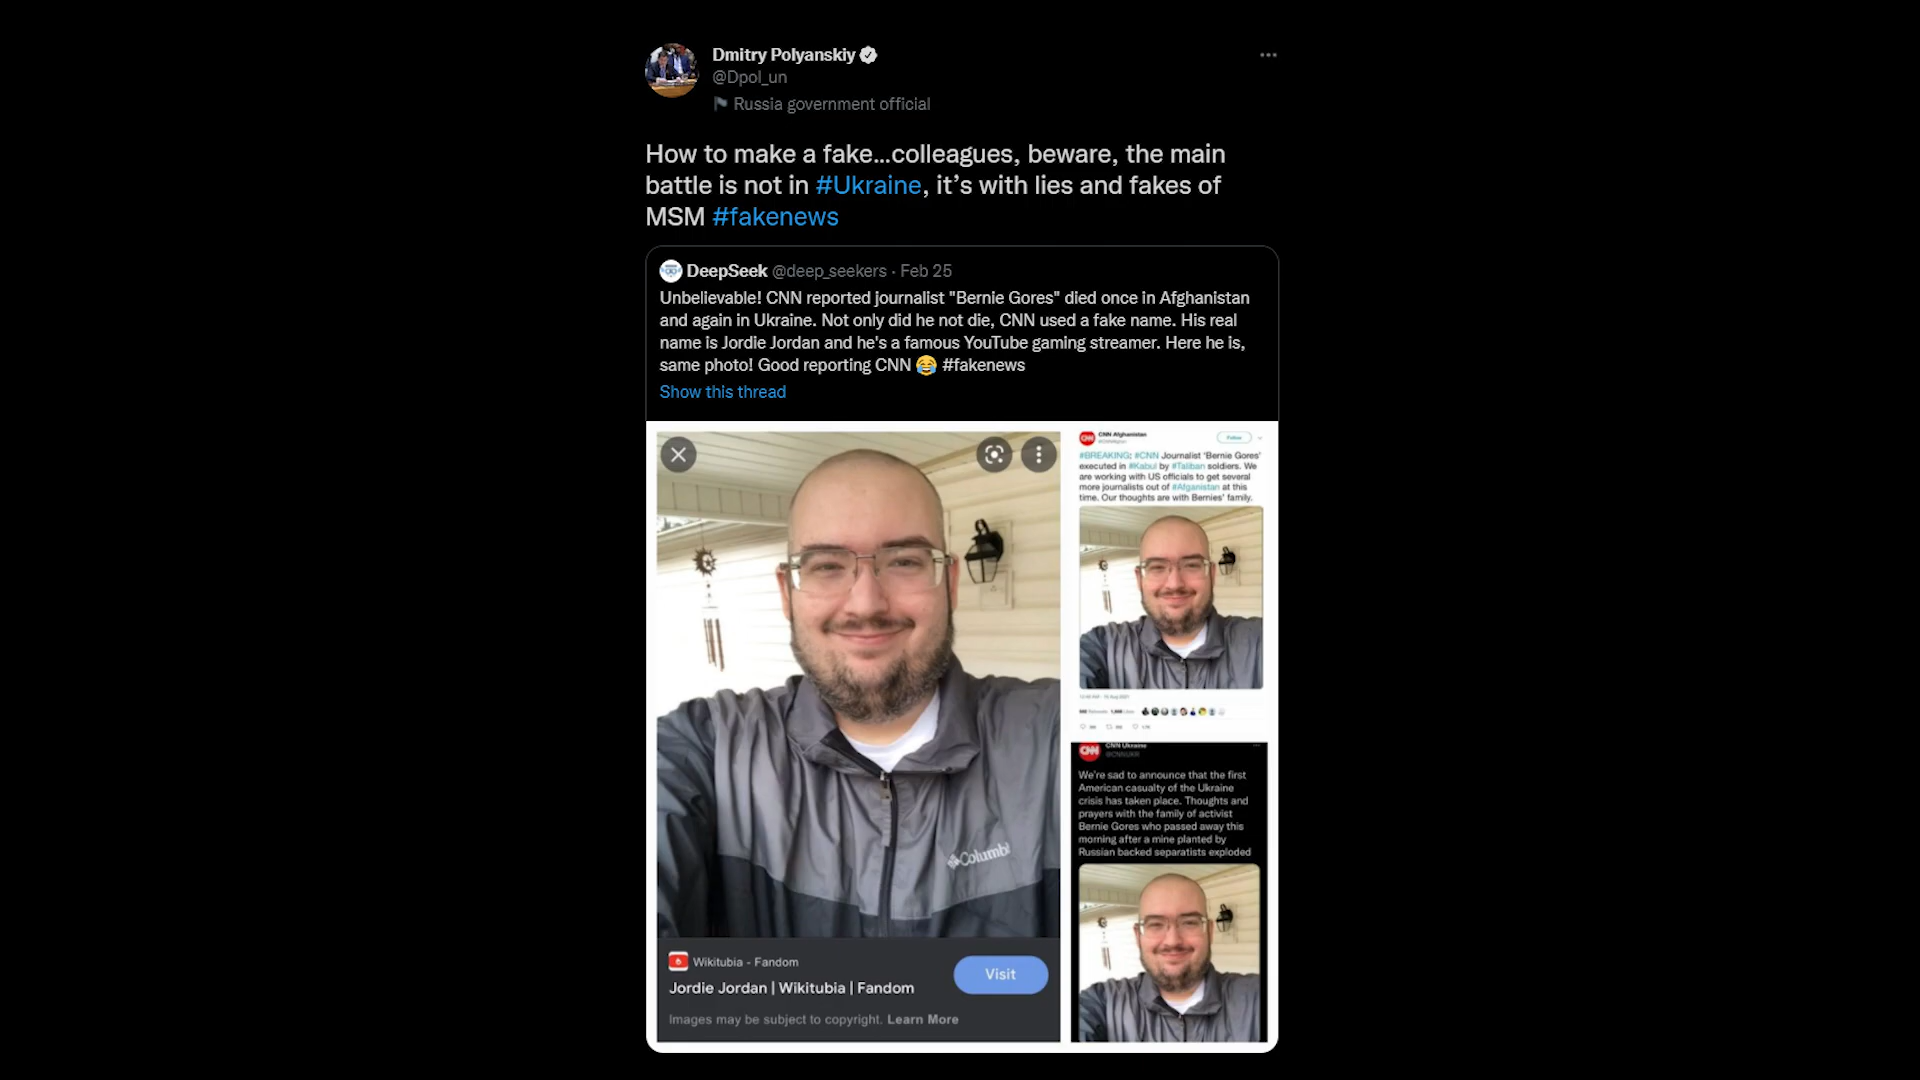 Dmitry Polyanskiy
@Dpol_un
Russia government official
How to make a fake...colleagues, beware, the main
battle is not in #Ukraine, it’s with lies and fakes of
MSM #fakenews
DeepSeek @deep_seekers · Feb 25
Unbelievable! CNN reported journalist "Bernie Gores" died once in Afghanistan
and again in Ukraine. Not only did he not die, CNN used a fake name. His real
name is Jordie Jordan and he's a famous YouTube gaming streamer. Here he is,
same photo! Good reporting CNN 😂 #fakenews
Show this thread
Columbi
Wikitubia - Fandom
Jordie Jordan | Wikitubia | Fandom
Visit
Images may be subject to copyright. Learn More
CNN
CNN Afghanistan
Follow
#BREAKING: #CNN Journalist 'Bernie Gores'
executed in #Kabul by #Taliban soldiers. We
are working with US officials to get several
more journalists out of #Afganistan at this
time. Our thoughts are with Bernies' family.
CNN
CNN Ukraine
@CNNUKR
We're sad to announce that the first
American casualty of the Ukraine
crisis has taken place. Thoughts and
prayers with the family of activist
Bernie Gores who passed away this
morning after a mine planted by
Russian backed separatists exploded